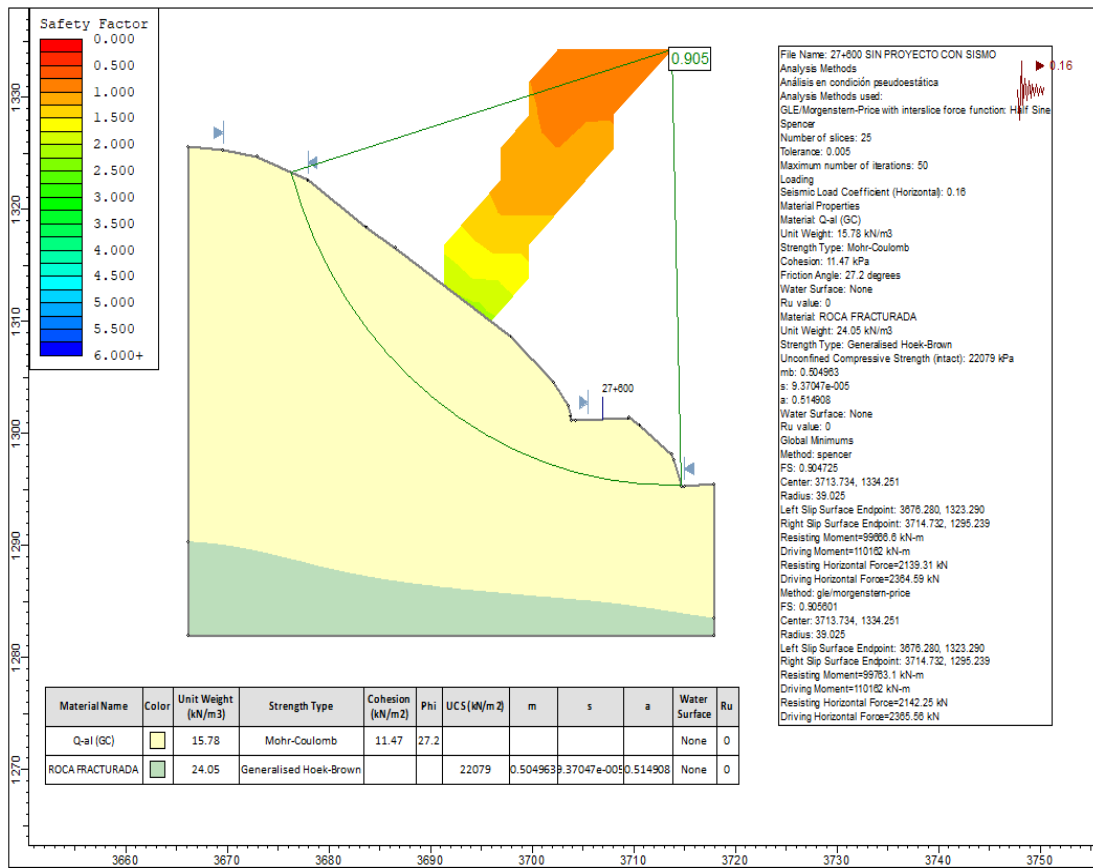 Safety Factor
0.000
0.500
1.000
1.500
2.000
2.500
3.000
3.500
4.000
4.500
5.000
5.500
6.000+
0.905
27+600
0.16
File Name: 27+600 SIN PROYECTO CON SISMO
Analysis Methods
Análisis en condición pseudoestática
Analysis Methods used:
GLE/Morgenstern-Price with interslice force function: Half Sine
Spencer
Number of slices: 25
Tolerance: 0.005
Maximum number of iterations: 50
Loading
Seismic Load Coefficient (Horizontal): 0.16
Material Properties
Material: Q-al (GC)
Unit Weight: 15.78 kN/m3
Strength Type: Mohr-Coulomb
Cohesion: 11.47 kPa
Friction Angle: 27.2 degrees
Water Surface: None
Ru value: 0
Material: ROCA FRACTURADA
Unit Weight: 24.05 kN/m3
Strength Type: Generalised Hoek-Brown
Unconfined Compressive Strength (intact): 22079 kPa
mb: 0.504963
s: 9.37047e-005
a: 0.514908
Water Surface: None
Ru value: 0
Global Minimums
Method: spencer
FS: 0.904725
Center: 3713.734, 1334.251
Radius: 39.025
Left Slip Surface Endpoint: 3676.280, 1323.290
Right Slip Surface Endpoint: 3714.732, 1295.239
Resisting Moment=99666.6 kN-m
Driving Moment=110162 kN-m
Resisting Horizontal Force=2139.31 kN
Driving Horizontal Force=2364.59 kN
Method: gle/morgenstern-price
FS: 0.905601
Center: 3713.734, 1334.251
Radius: 39.025
Left Slip Surface Endpoint: 3676.280, 1323.290
Right Slip Surface Endpoint: 3714.732, 1295.239
Resisting Moment=99763.1 kN-m
Driving Moment=110162 kN-m
Resisting Horizontal Force=2142.25 kN
Driving Horizontal Force=2365.56 kN
Material Name Color Unit Weight (kN/m3) Strength Type Cohesion (kN/m2) Phi UCS (kN/m2) m s a Water Surface Ru
Q-al (GC) 15.78 Mohr-Coulomb 11.47 27.2 None 0
ROCA FRACTURADA 24.05 Generalised Hoek-Brown 22079 0.504963 9.37047e-005 0.514908 None 0
1330
1320
1310
1300
1290
1280
1270
3660 3670 3680 3690 3700 3710 3720 3730 3740 3750